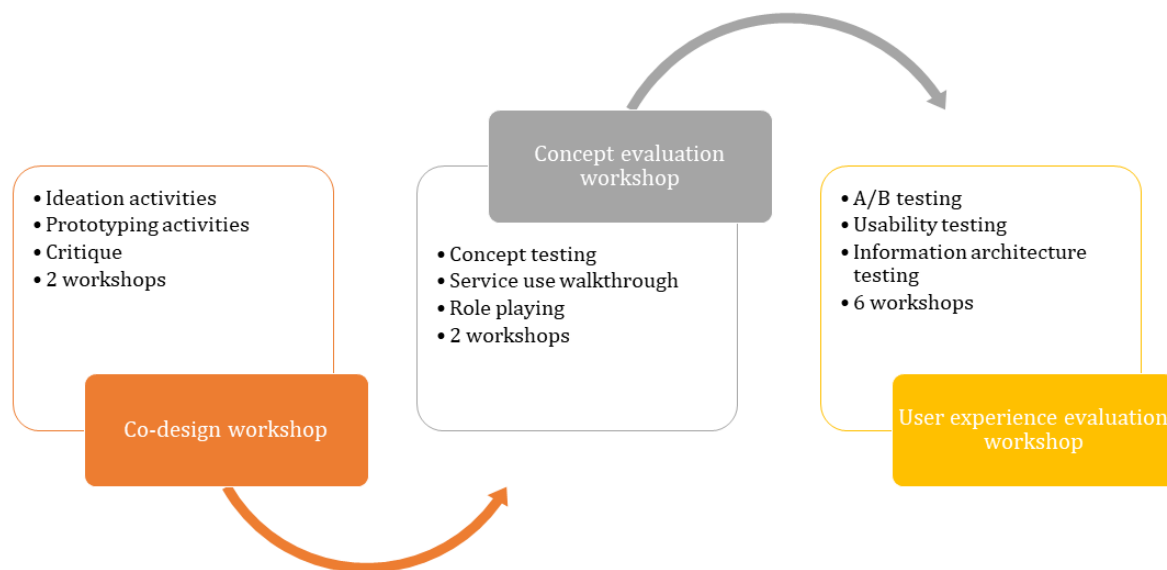 • Ideation activities
• Prototyping activities
• Critique
• 2 workshops
Co-design workshop
Concept evaluation
workshop
• Concept testing
• Service use walkthrough
• Role playing
• 2 workshops
• A/B testing
• Usability testing
• Information architecture
testing
• 6 workshops
User experience evaluation
workshop